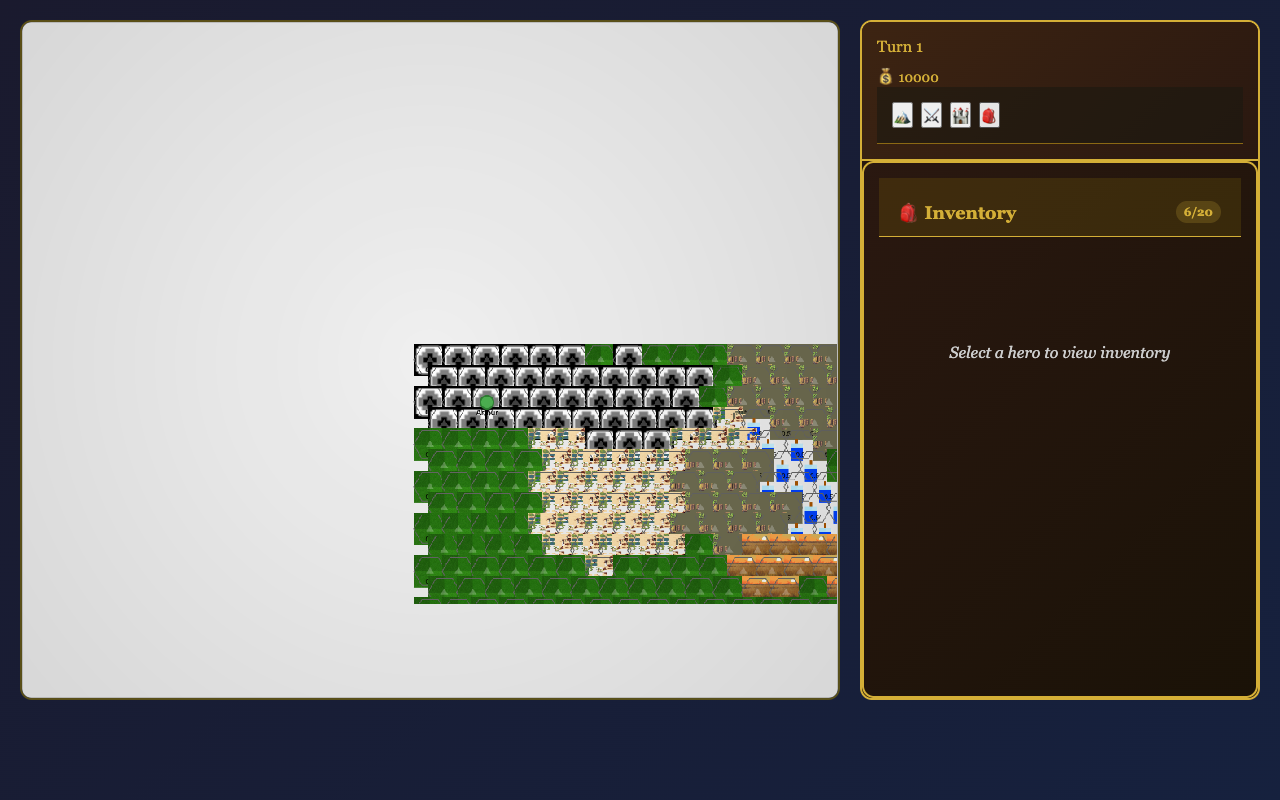 Turn 1
💰 10000
🎒 Inventory
6/20
Select a hero to view inventory